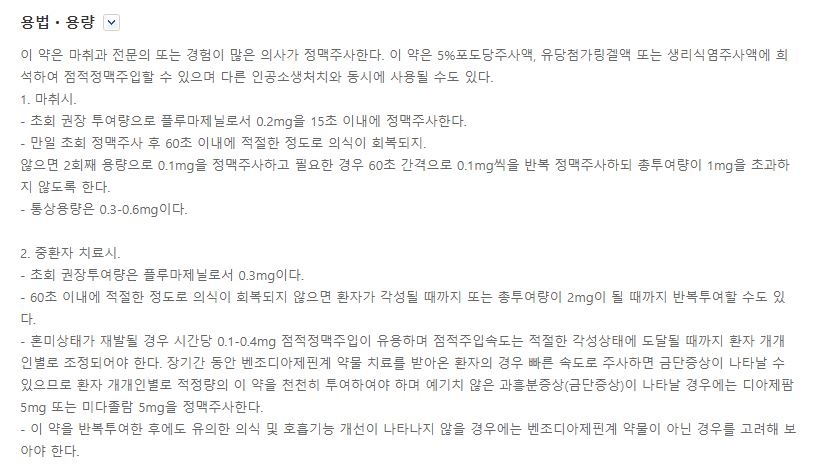 용법・용량
이 약은 마취과 전문의 또는 경험이 많은 의사가 정맥주사한다. 이 약은 5%포도당주사액, 유당첨가링겔액 또는 생리식염주사액에 희
석하여 점적정맥주입할 수 있으며 다른 인공소생처치와 동시에 사용될 수도 있다.
1. 마취시.
- 초회 권장 투여량으로 플루마제닐로서 0.2mg을 15초 이내에 정맥주사한다.
- 만일 초회 정맥주사 후 60초 이내에 적절한 정도로 의식이 회복되지.
않으면 2회째 용량으로 0.1mg을 정맥주사하고 필요한 경우 60초 간격으로 0.1mg씩을 반복 정맥주사하되 총투여량이 1mg을 초과하
지 않도록 한다.
- 통상용량은 0.3-0.6mg이다.
2. 중환자 치료시.
- 초회 권장투여량은 플루마제닐로서 0.3mg이다.
- 60초 이내에 적절한 정도로 의식이 회복되지 않으면 환자가 각성될 때까지 또는 총투여량이 2mg이 될 때까지 반복투여할 수도 있
다.
- 혼미상태가 재발될 경우 시간당 0.1-0.4mg 점적정맥주입이 유용하며 점적주입속도는 적절한 각성상태에 도달될 때까지 환자 개개
인별로 조정되어야 한다. 장기간 동안 벤조디아제핀계 약물 치료를 받아온 환자의 경우 빠른 속도로 주사하면 금단증상이 나타날 수
있으므로 환자 개개인별로 적정량의 이 약을 천천히 투여하여야 하며 예기치 않은 과흥분증상(금단증상)이 나타날 경우에는 디아제팜
5mg 또는 미다졸람 5mg을 정맥주사한다.
- 이 약을 반복투여한 후에도 유의한 의식 및 호흡기능 개선이 나타나지 않을 경우에는 벤조디아제핀계 약물이 아닌 경우를 고려해 보
아야 한다.